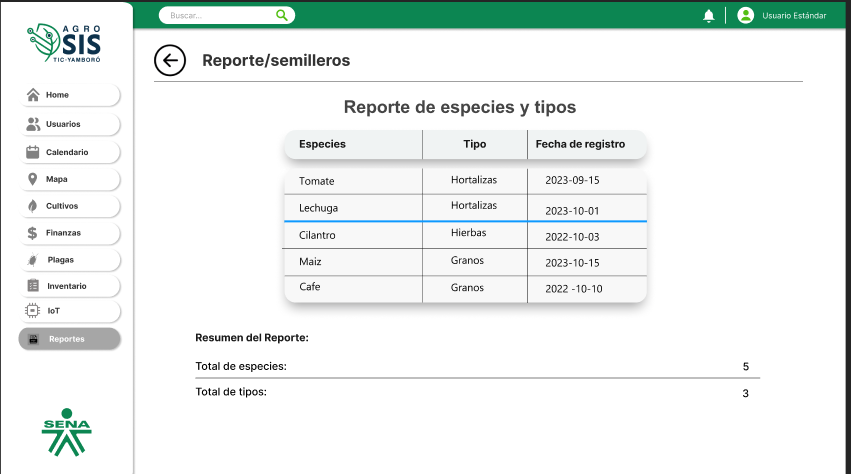 Buscar...
Usuario Estándar
AGRO
SIS
TIC-YAMBORÓ
Reporte/semilleros
Home
Usuarios
Calendario
Mapa
Cultivos
Finanzas
Plagas
Inventario
IoT
Reportes
SENA
Reporte de especies y tipos
Especies Tipo Fecha de registro
Tomate Hortalizas 2023-09-15
Lechuga Hortalizas 2023-10-01
Cilantro Hierbas 2022-10-03
Maiz Granos 2023-10-15
Cafe Granos 2022 -10-10
Resumen del Reporte:
Total de especies: 5
Total de tipos: 3